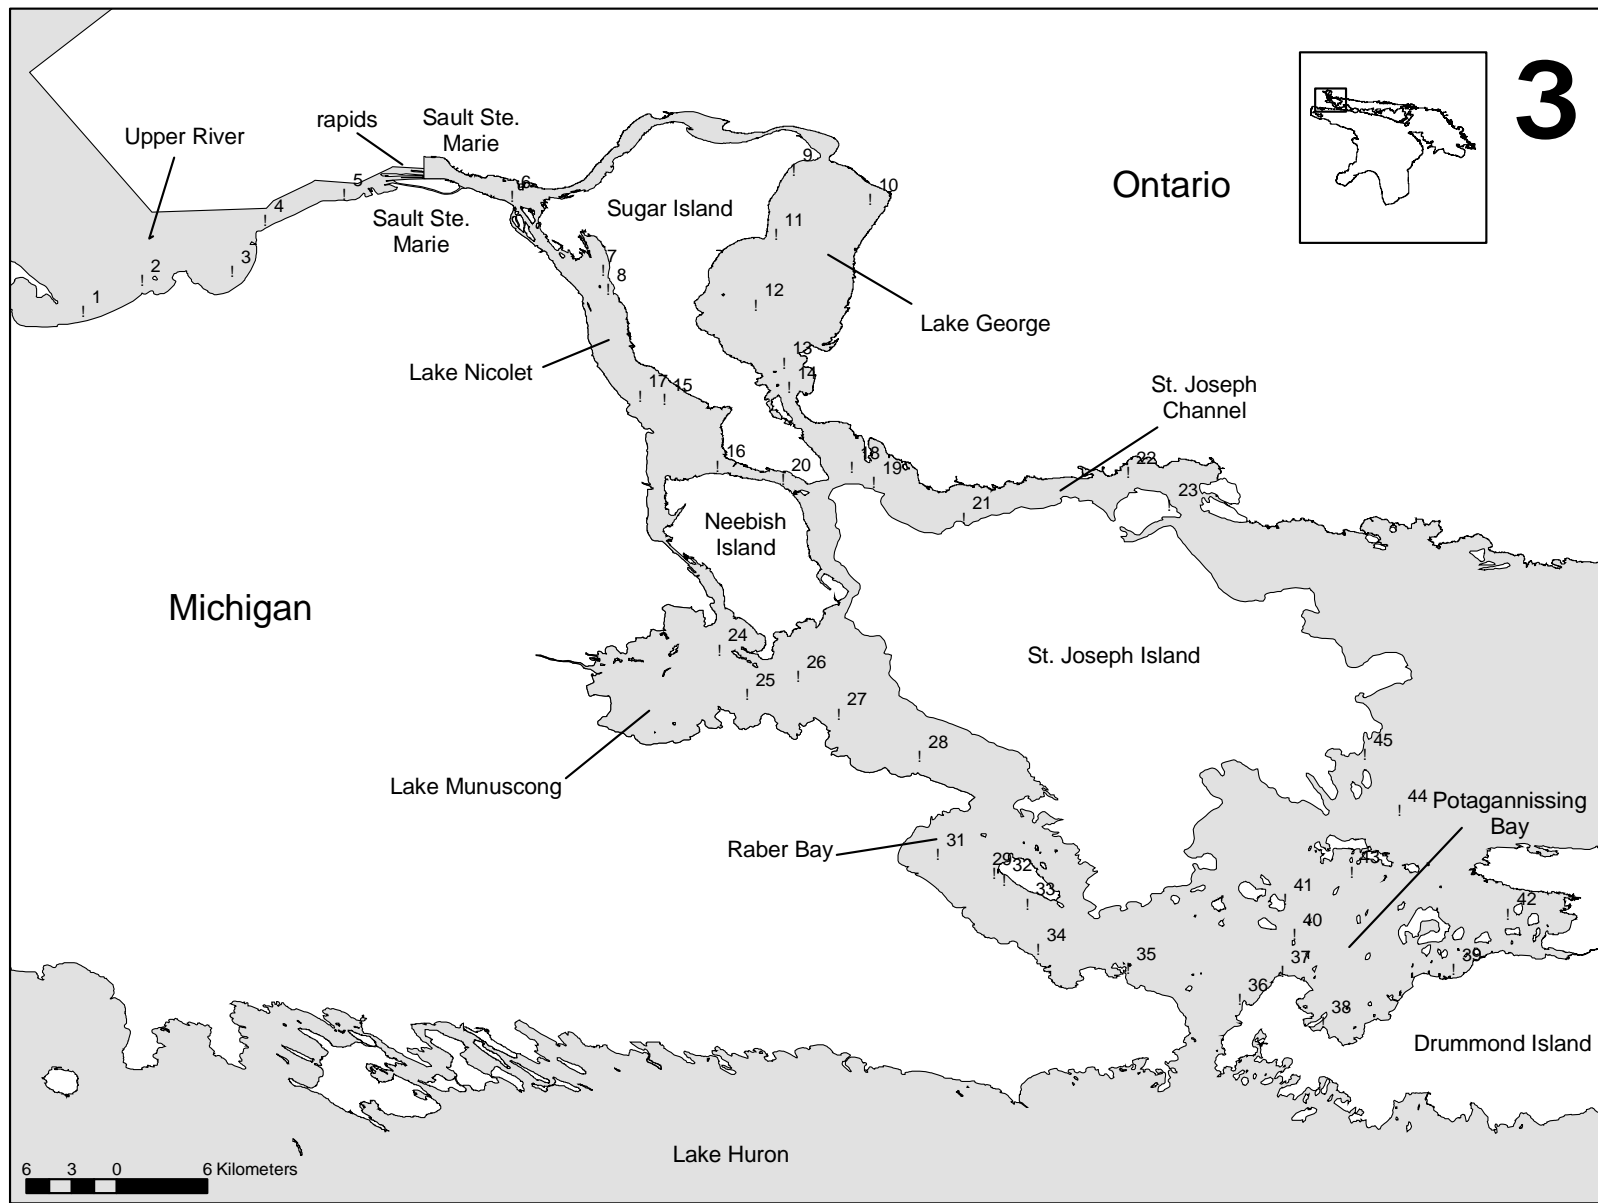 3
Upper River
rapids
Sault Ste.
Marie
Sault Ste.
Marie
Sugar Island
Ontario
Lake George
Lake Nicolet
St. Joseph
Channel
Neebish
Island
Michigan
St. Joseph Island
Lake Munuscong
Raber Bay
Potagannissing
Bay
Drummond Island
Lake Huron
1
2
3
4
5
6
7
8
9
10
11
12
13
14
17
15
16
18
19
20
21
22
23
24
25
26
27
28
31
29
32
33
34
35
36
37
38
39
40
41
42
43
44
45
6 3 0 6 Kilometers